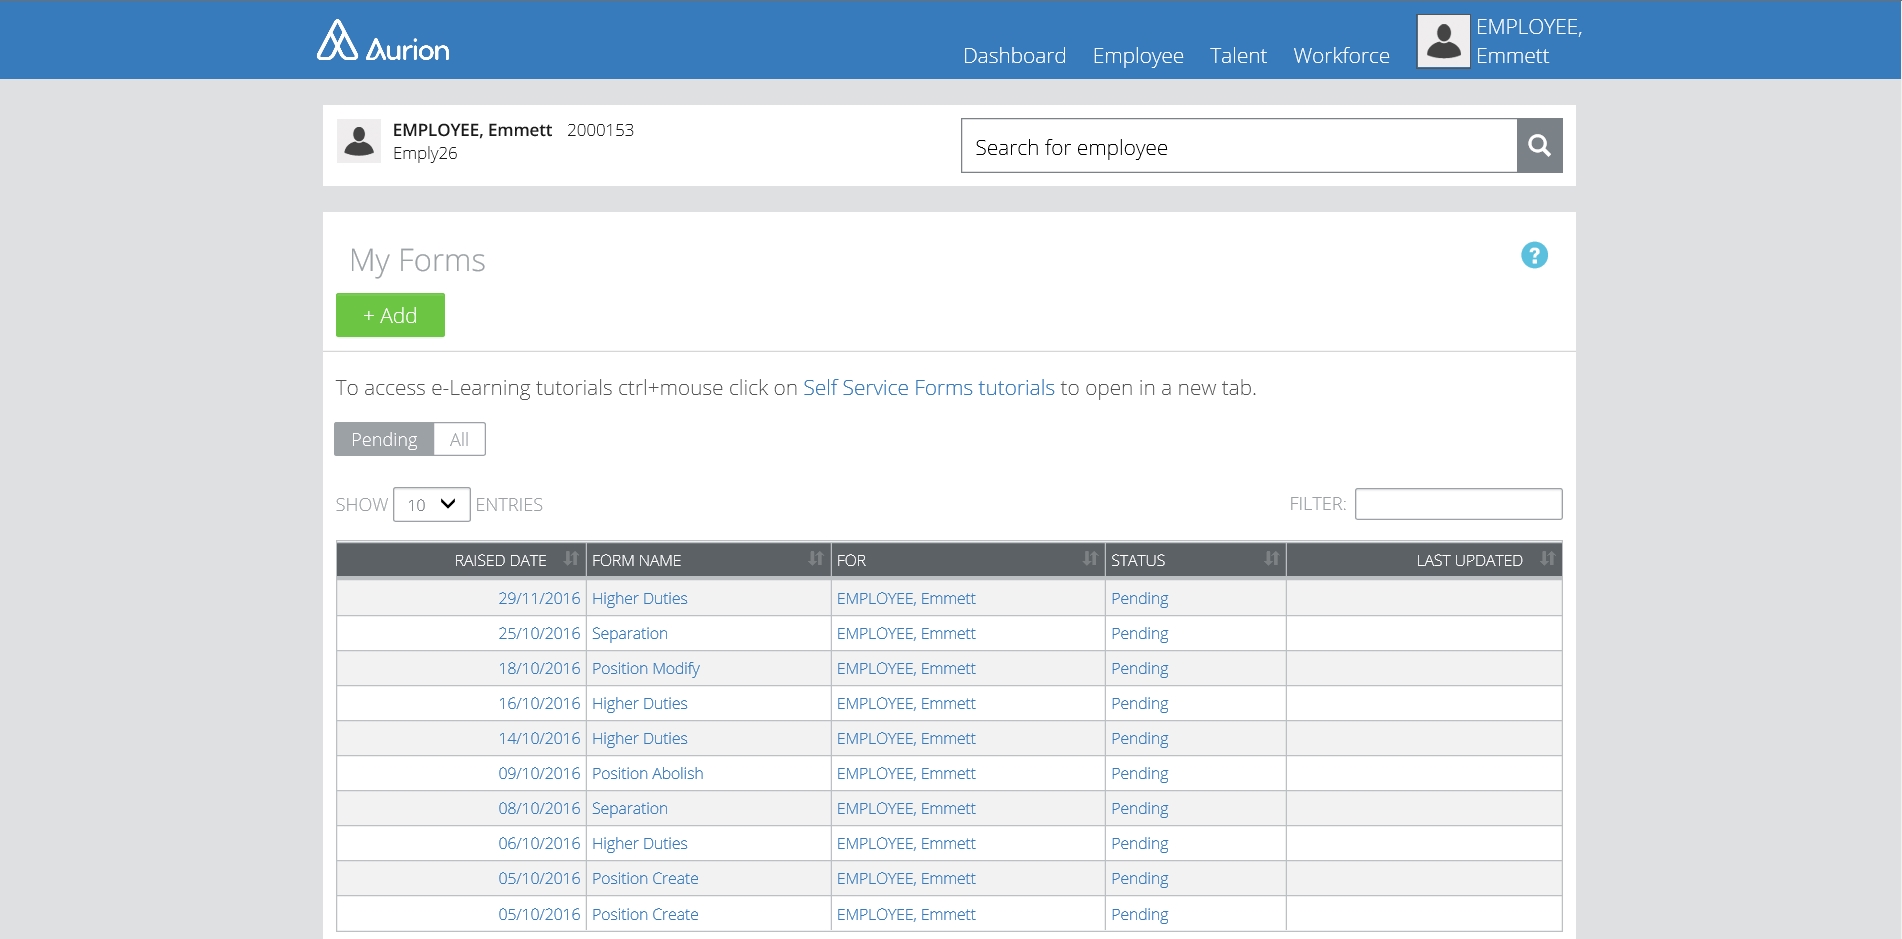 Aurion
Dashboard Employee Talent Workforce
EMPLOYEE,
Emmett
EMPLOYEE, Emmett 2000153
Emply26
Search for employee
My Forms
?
+ Add
To access e-Learning tutorials ctrl+mouse click on Self Service Forms tutorials to open in a new tab.
Pending All
SHOW 10 ENTRIES
FILTER:
RAISED DATE FORM NAME FOR STATUS LAST UPDATED
29/11/2016 Higher Duties EMPLOYEE, Emmett Pending
25/10/2016 Separation EMPLOYEE, Emmett Pending
18/10/2016 Position Modify EMPLOYEE, Emmett Pending
16/10/2016 Higher Duties EMPLOYEE, Emmett Pending
14/10/2016 Higher Duties EMPLOYEE, Emmett Pending
09/10/2016 Position Abolish EMPLOYEE, Emmett Pending
08/10/2016 Separation EMPLOYEE, Emmett Pending
06/10/2016 Higher Duties EMPLOYEE, Emmett Pending
05/10/2016 Position Create EMPLOYEE, Emmett Pending
05/10/2016 Position Create EMPLOYEE, Emmett Pending